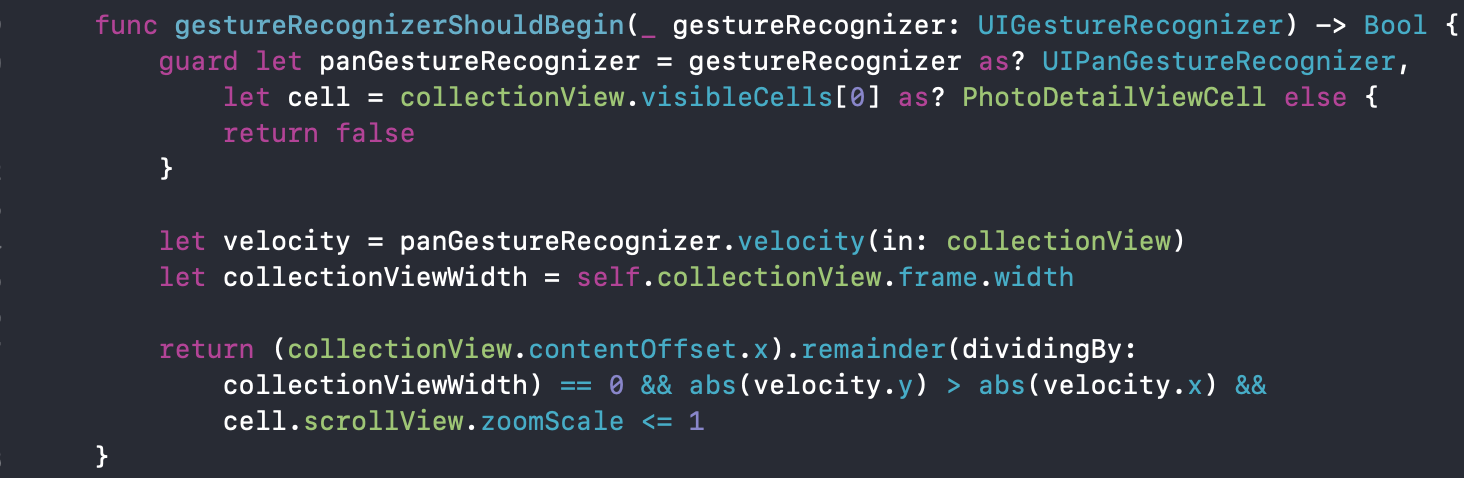 func gestureRecognizerShouldBegin(_ gestureRecognizer: UIGestureRecognizer) -> Bool {
guard let panGestureRecognizer = gestureRecognizer as? UIPanGestureRecognizer,
let cell = collectionView.visibleCells[0] as? PhotoDetailViewCell else {
return false
}
let velocity = panGestureRecognizer.velocity(in: collectionView)
let collectionViewWidth = self.collectionView.frame.width
return (collectionView.contentOffset.x).remainder(dividingBy:
collectionViewWidth) == 0 && abs(velocity.y) > abs(velocity.x) &&
cell.scrollView.zoomScale <= 1
}